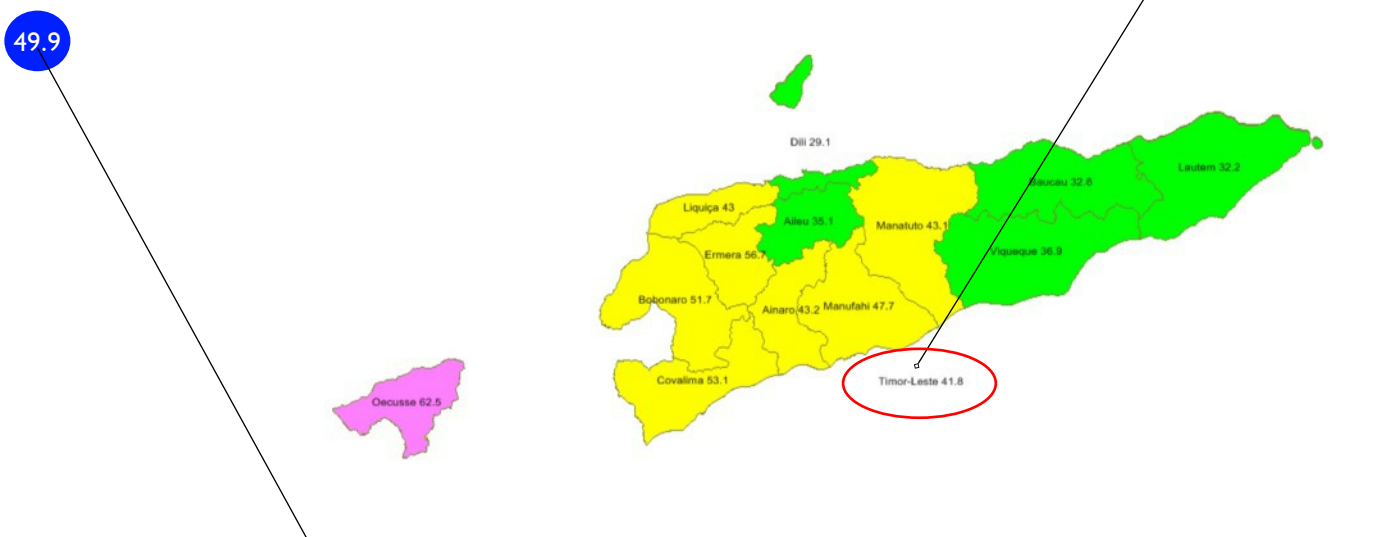 49.9
Dili 29.1
Lautem 32.2
Baucau 32.6
Liquiça 43
Aileu 35.1
Manatuto 43.1
Viqueque 36.9
Ermera 56.7
Bobonaro 51.7
Ainaro 43.2
Manufahi 47.7
Covalima 53.1
Timor-Leste 41.8
Oecusse 62.5